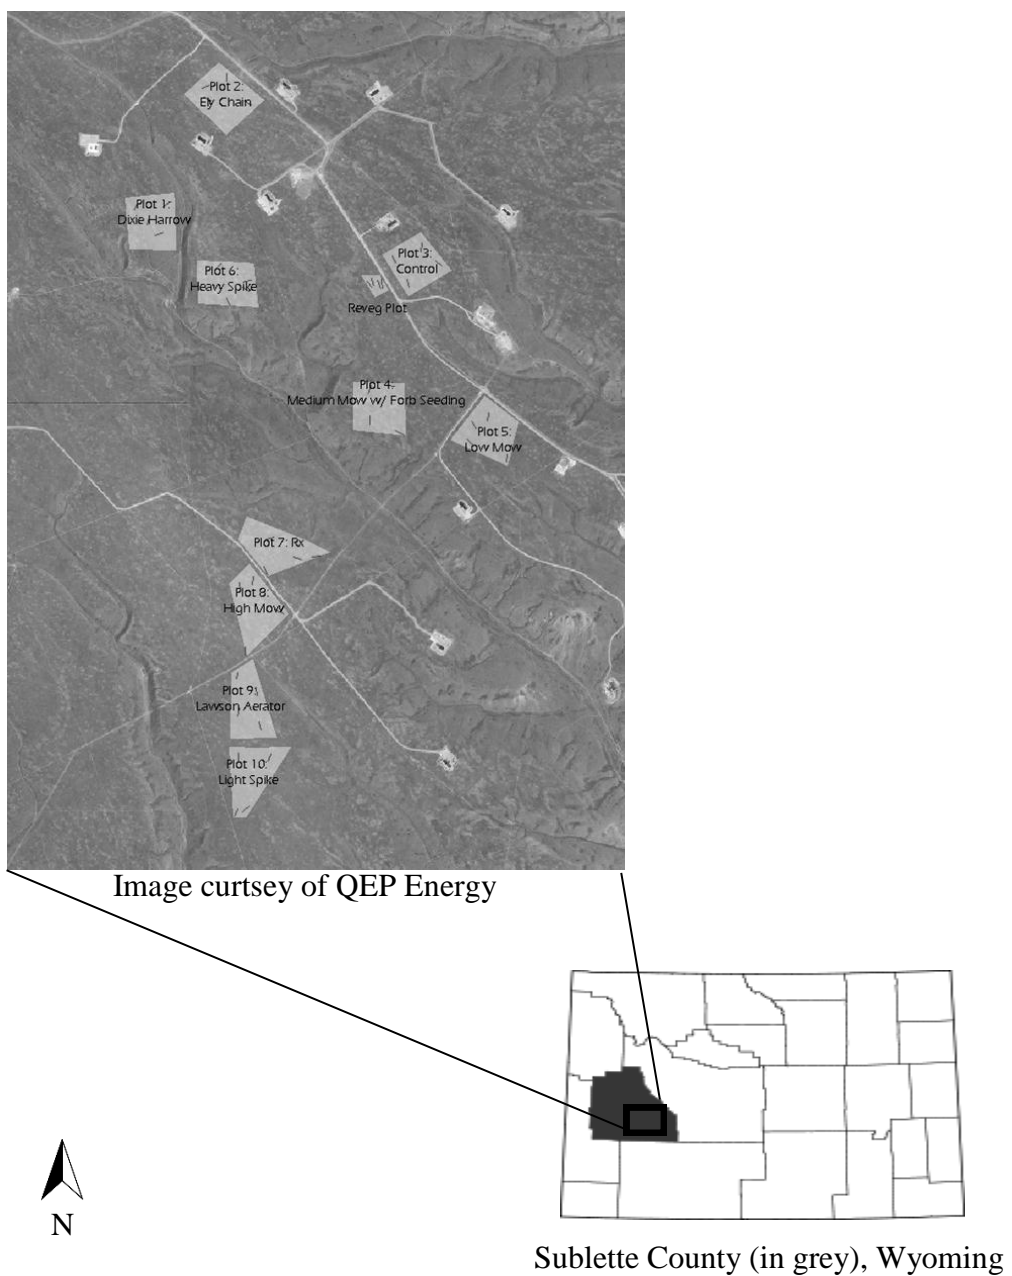 Plot 2:
Ely Chain
Plot 1:
Dixie Harrow
Plot 3:
Control
Plot 6:
Heavy Spike
Reveg Plot
Plot 4:
Medium Mow w/ Forb Seeding
Plot 5:
Low Mow
Plot 7: Rx
Plot 8:
High Mow
Plot 9:
Lawson Aerator
Plot 10:
Light Spike
Image curtsey of QEP Energy
N
Sublette County (in grey), Wyoming